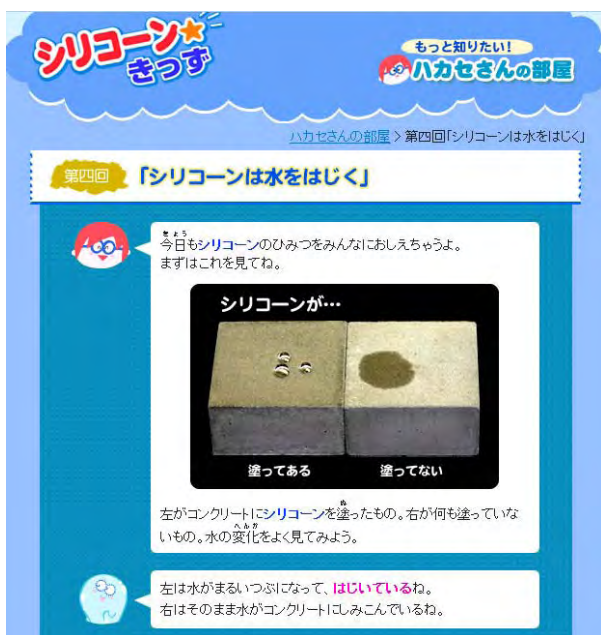 シリコーン★
きっず
もっと知りたい!
ハカセさんの部屋
ハカセさんの部屋 > 第四回「シリコーンは水をはじく」
第四回 「シリコーンは水をはじく」
今日もシリコーンのひみつをみんなにおしえちゃうよ。
まずはこれを見てね。
シリコーンが…
塗ってある 塗ってない
左がコンクリートにシリコーンを塗ったもの。右が何も塗っていな
いもの。水の変化をよく見てみよう。
左は水がまるいつぶになって、はじいているね。
右はそのまま水がコンクリートにしみこんでいるね。